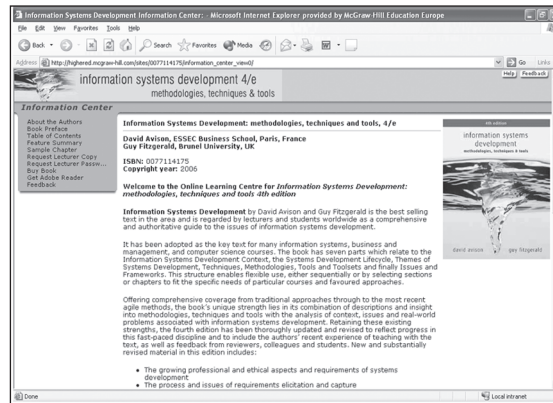 Information Systems Development Information Center: - Microsoft Internet Explorer provided by McGraw-Hill Education Europe
File Edit View Favorites Tools Help
Back Search Favorites Media
Address http://highered.mcgraw-hill.com/sites/0077114175/information_center_view0/ Go Links
information systems development 4/e
methodologies, techniques & tools
Help Feedback
Information Center
About the Authors
Book Preface
Table of Contents
Feature Summary
Sample Chapter
Request Lecturer Copy
Request Lecturer Passw...
Buy Book
Get Adobe Reader
Feedback
Information Systems Development: methodologies, techniques and tools, 4/e
David Avison, ESSEC Business School, Paris, France
Guy Fitzgerald, Brunel University, UK
ISBN: 0077114175
Copyright year: 2006
Welcome to the Online Learning Centre for Information Systems Development:
methodologies, techniques and tools 4th edition
Information Systems Development by David Avison and Guy Fitzgerald is the best selling
text in the area and is regarded by lecturers and students worldwide as a comprehensive
and authoritative guide to the issues of information systems development.
It has been adopted as the key text for many information systems, business and
management, and computer science courses. The book has seven parts which relate to the
Information Systems Development Context, the Systems Development Lifecycle, Themes of
Systems Development, Techniques, Methodologies, Tools and Toolsets and finally Issues and
Frameworks. This structure enables flexible use, either sequentially or by selecting sections
or chapters to fit the specific needs of particular courses and favoured approaches.
Offering comprehensive coverage from traditional approaches through to the most recent
agile methods, the book's unique strength lies in its combination of descriptions and insight
into methodologies, techniques and tools with the analysis of context, issues and real-world
problems associated with information systems development. Retaining these existing
strengths, the fourth edition has been thoroughly updated and revised to reflect progress in
this fast-paced discipline and to include the authors' recent experience of teaching with the
text, as well as feedback from reviewers, colleagues and students. New and substantially
revised material in this edition includes:
• The growing professional and ethical aspects and requirements of systems
development
• The process and issues of requirements elicitation and capture
4th edition
information systems
development
methodologies, techniques & tools
david avison guy fitzgerald
Done Local intranet